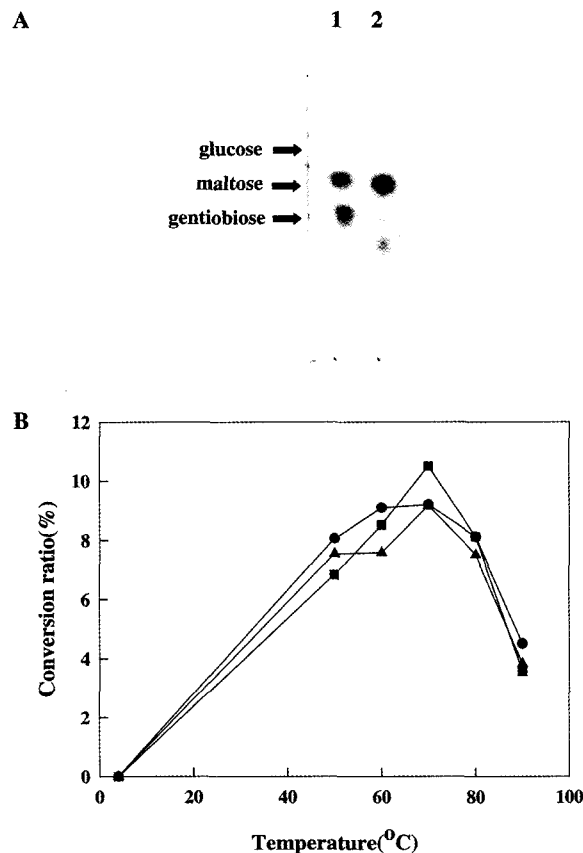 A
1 2
glucose
maltose
gentiobiose
B
12
10
8
6
4
2
0
Conversion ratio(%)
0 20 40 60 80 100
Temperature(°C)